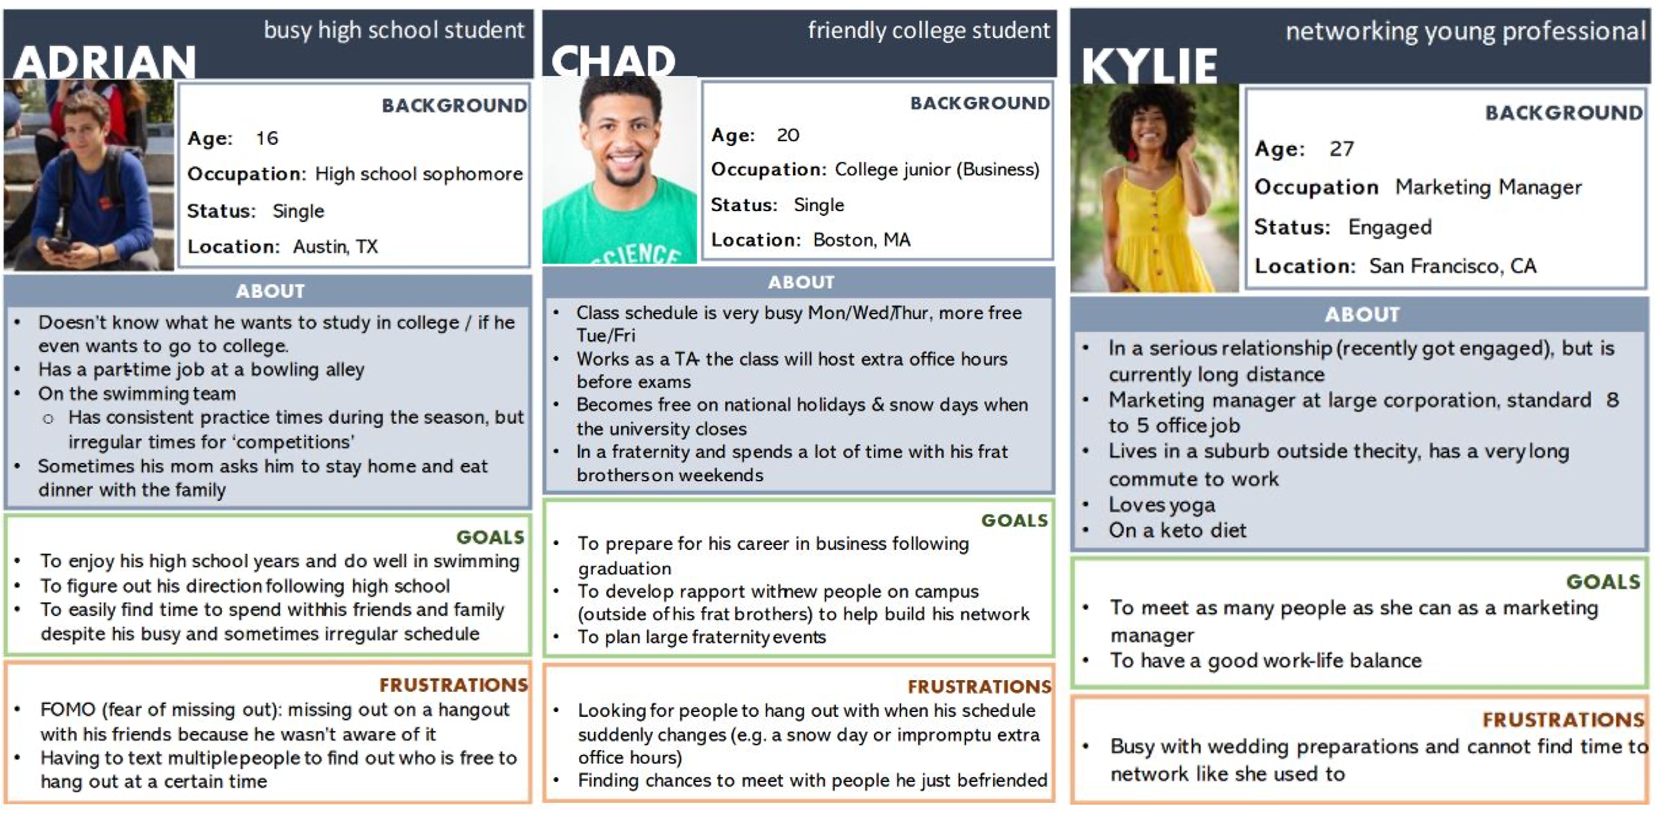 busy high school student
ADRIAN
BACKGROUND
Age: 16
Occupation: High school sophomore
Status: Single
Location: Austin, TX
ABOUT
• Doesn't know what he wants to study in college / if he
even wants to go to college.
• Has a part-time job at a bowling alley
• On the swimming team
o Has consistent practice times during the season, but
irregular times for 'competitions'
• Sometimes his mom asks him to stay home and eat
dinner with the family
GOALS
• To enjoy his high school years and do well in swimming
• To figure out his direction following high school
• To easily find time to spend with his friends and family
despite his busy and sometimes irregular schedule
FRUSTRATIONS
• FOMO (fear of missing out): missing out on a hangout
with his friends because he wasn't aware of it
• Having to text multiple people to find out who is free to
hang out at a certain time
friendly college student
CHAD
SCIENCE
BACKGROUND
Age: 20
Occupation: College junior (Business)
Status: Single
Location: Boston, MA
ABOUT
• Class schedule is very busy Mon/Wed/Thur, more free
Tue/Fri
• Works as a TA- the class will host extra office hours
before exams
• Becomes free on national holidays & snow days when
the university closes
• In a fraternity and spends a lot of time with his frat
brothers on weekends
GOALS
• To prepare for his career in business following
graduation
• To develop rapport with new people on campus
(outside of his frat brothers) to help build his network
• To plan large fraternity events
FRUSTRATIONS
• Looking for people to hang out with when his schedule
suddenly changes (e.g. a snow day or impromptu extra
office hours)
• Finding chances to meet with people he just befriended
networking young professional
KYLIE
BACKGROUND
Age: 27
Occupation Marketing Manager
Status: Engaged
Location: San Francisco, CA
ABOUT
• In a serious relationship (recently got engaged), but is
currently long distance
• Marketing manager at large corporation, standard 8
to 5 office job
• Lives in a suburb outside the city, has a very long
commute to work
• Loves yoga
• On a keto diet
GOALS
• To meet as many people as she can as a marketing
manager
• To have a good work-life balance
FRUSTRATIONS
• Busy with wedding preparations and cannot find time to
network like she used to